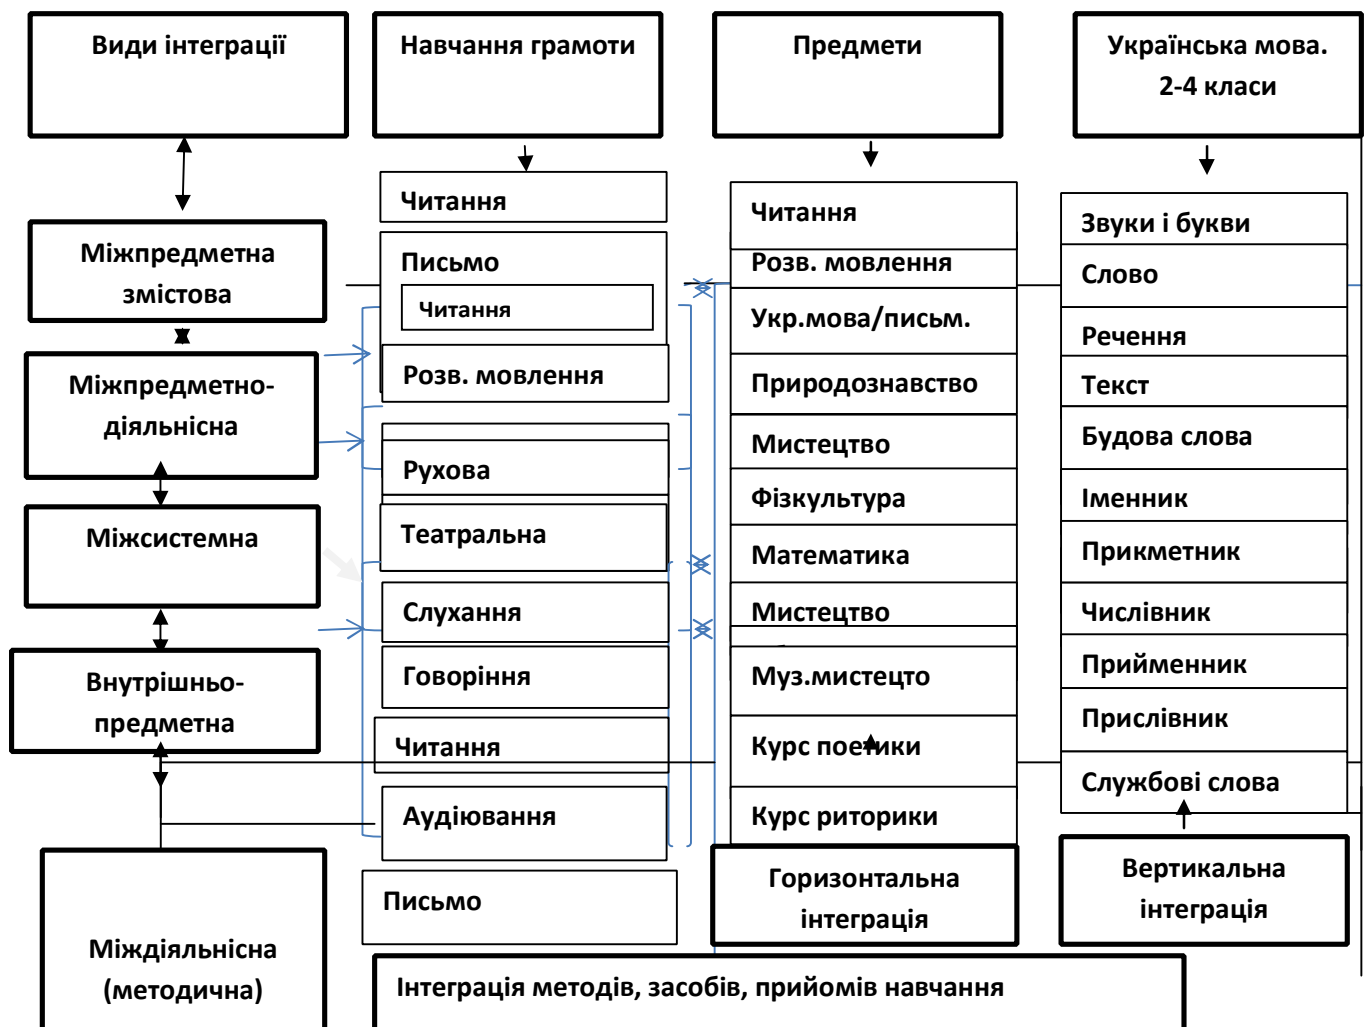 Види інтеграції
Навчання грамоти
Предмети
Українська мова.
2-4 класи
Міжпредметна
змістова
Міжпредметно-
діяльнісна
Міжсистемна
Внутрішньо-
предметна
Міждіяльнісна
(методична)
Читання
Письмо
Читання
Розв. мовлення
Рухова
Театральна
Слухання
Говоріння
Читання
Аудіювання
Письмо
Читання
Розв. мовлення
Укр.мова/письм.
Природознавство
Мистецтво
Фізкультура
Математика
Мистецтво
Муз.мистецто
Курс поетики
Курс риторики
Горизонтальна
інтеграція
Звуки і букви
Слово
Речення
Текст
Будова слова
Іменник
Прикметник
Числівник
Прийменник
Прислівник
Службові слова
Вертикальна
інтеграція
Інтеграція методів, засобів, прийомів навчання